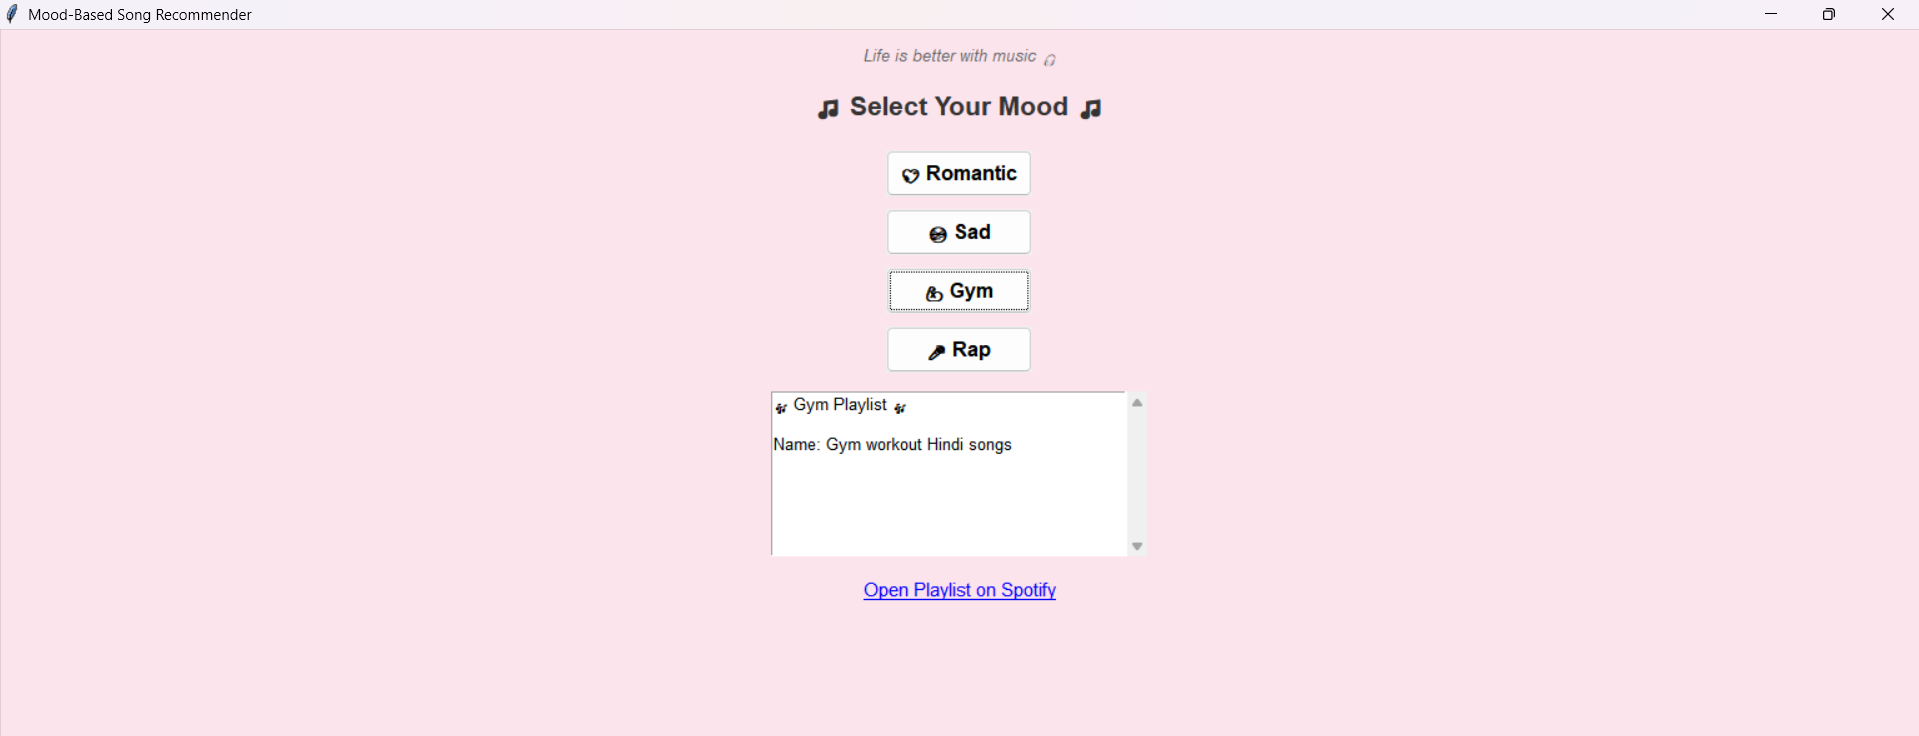 Mood-Based Song Recommender
Life is better with music 🎧
🎵 Select Your Mood 🎵
Romantic
Sad
💪 Gym
🎤 Rap
🎶 Gym Playlist 🎶
Name: Gym workout Hindi songs
Open Playlist on Spotify